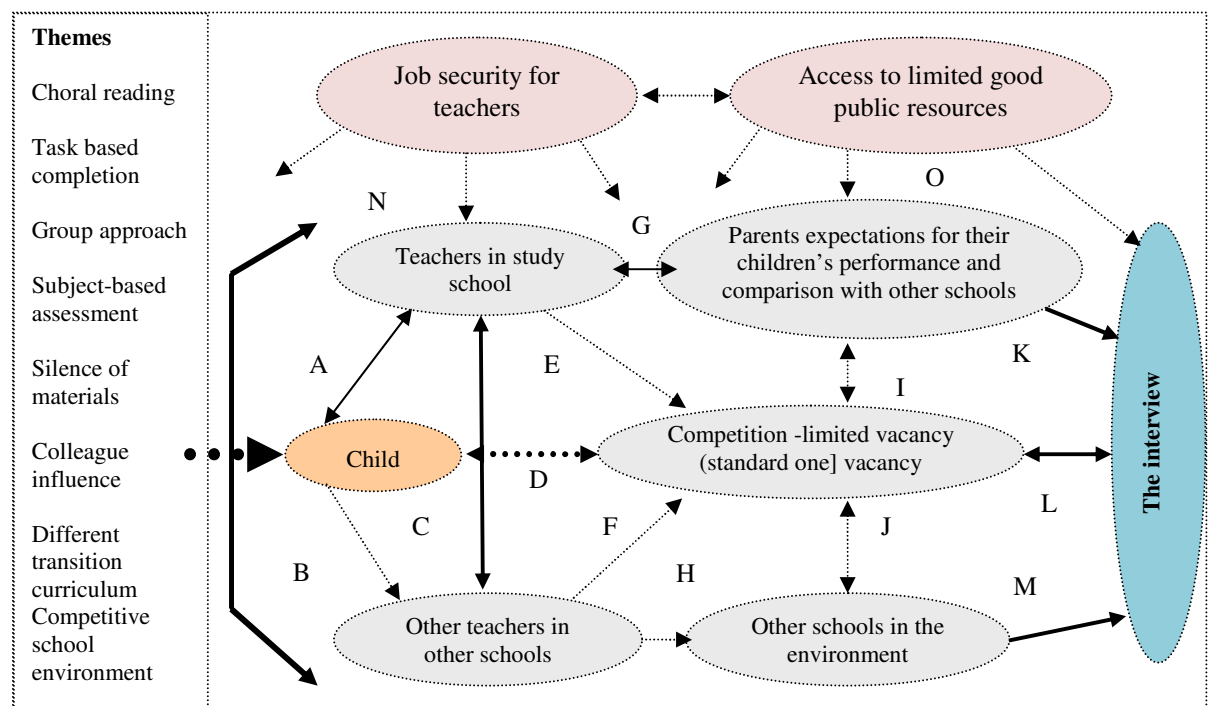 Themes
Choral reading
Task based
completion
Group approach
Subject-based
assessment
Silence of
materials
Colleague
influence
Different
transition
curriculum
Competitive
school
environment
Job security for
teachers
Access to limited good
public resources
N
O
G
Teachers in study
school
Parents expectations for their
children’s performance and
comparison with other schools
A
E
K
I
Child
Competition -limited vacancy
(standard one] vacancy
The interview
D
L
C
F
J
B
H
M
Other teachers in
other schools
Other schools in the
environment